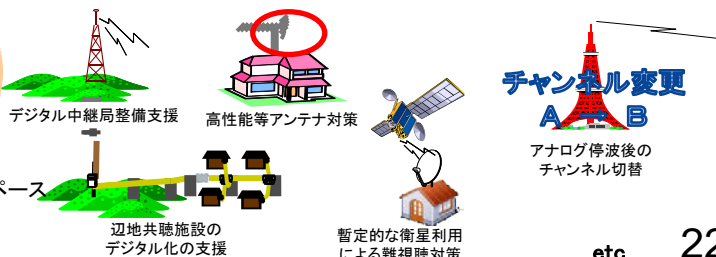 チャンネル変更
A → B
デジタル中継局整備支援
高性能等アンテナ対策
アナログ停波後の
チャンネル切替
ペース
辺地共聴施設の
デジタル化の支援
暫定的な衛星利用
による難視聴対策
etc
22